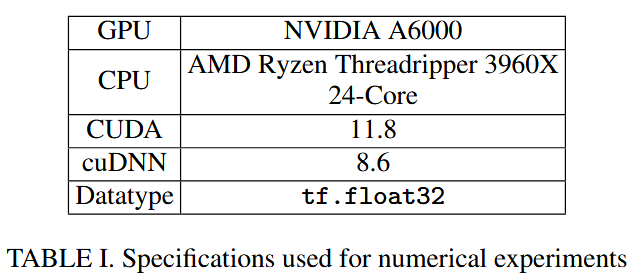 GPU NVIDIA A6000
CPU AMD Ryzen Threadripper 3960X
24-Core
CUDA 11.8
cuDNN 8.6
Datatype tf.float32
TABLE I. Specifications used for numerical experiments